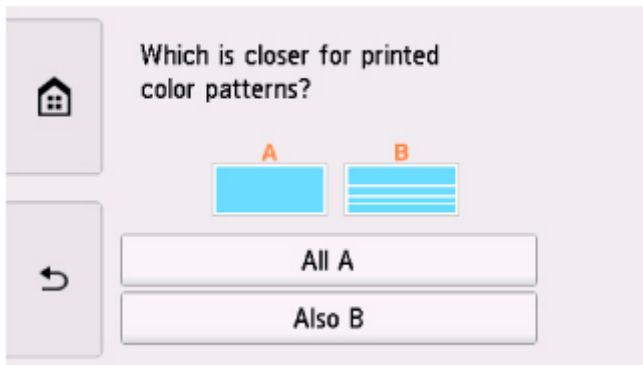 Which is closer for printed
color patterns?
A B
All A
Also B